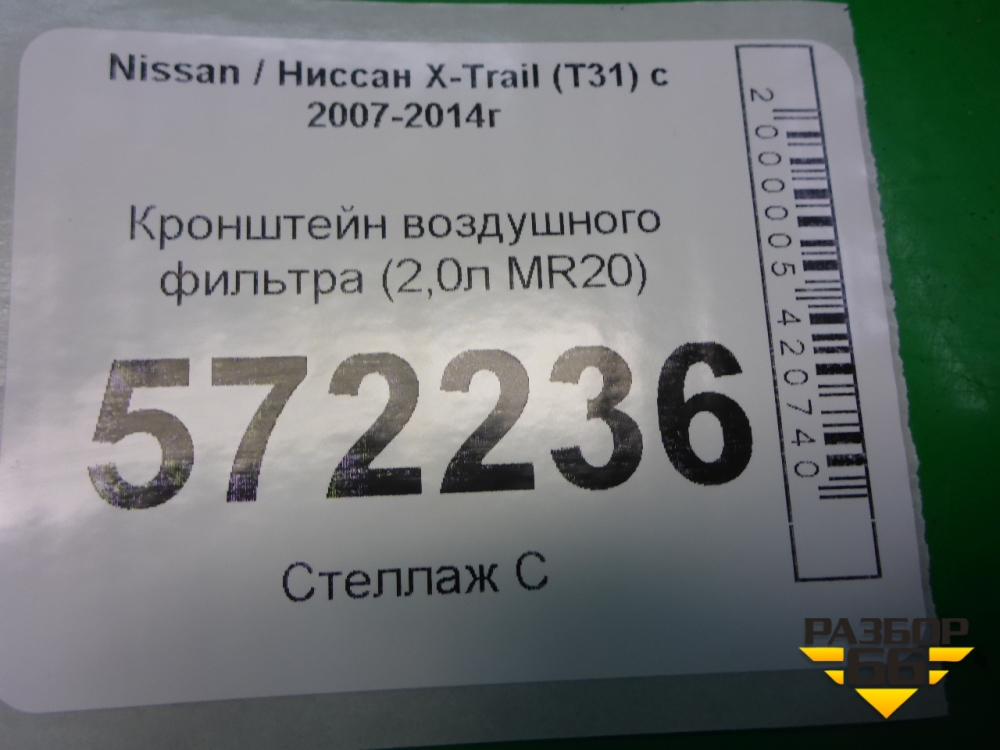 Nissan / Ниссан X-Trail (T31) с
2007-2014г
Кронштейн воздушного
фильтра (2,0л MR20)
572236
Стеллаж С
2000005420740
РАЗБОР
66